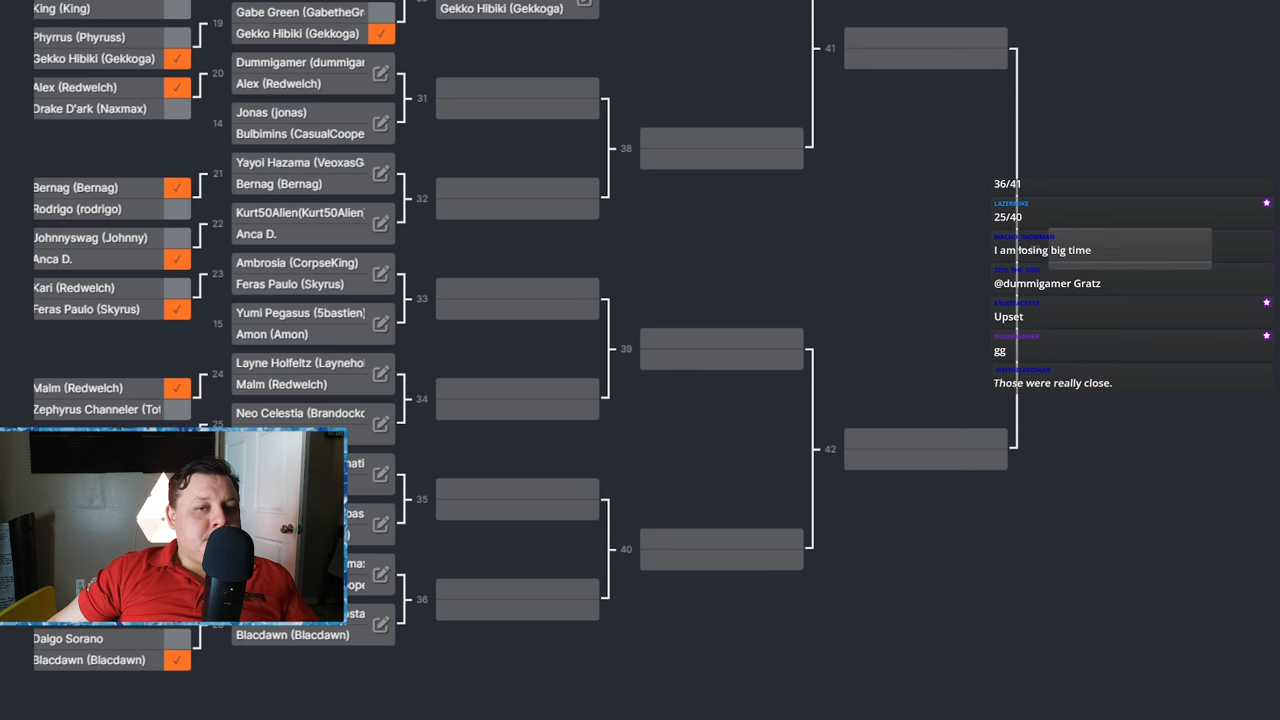 King (King)
Phyrrus (Phyruss)
Gekko Hibiki (Gekkoga)
19
Alex (Redwelch)
Drake D'ark (Naxmax)
20
14
Bernag (Bernag)
Rodrigo (rodrigo)
21
Johnnyswag (Johnny)
Anca D.
22
Kari (Redwelch)
Feras Paulo (Skyrus)
23
15
Malm (Redwelch)
Zephyrus Channeler (Tot
24
Daigo Sorano
Blacdawn (Blacdawn)
Gabe Green (GabetheGr
Gekko Hibiki (Gekkoga)
Dummigamer (dummigar
Alex (Redwelch)
Jonas (jonas)
Bulbimins (CasualCoope
Yayoi Hazama (VeoxasG
Bernag (Bernag)
Kurt50Alien(Kurt50Alien
Anca D.
Ambrosia (CorpseKing)
Feras Paulo (Skyrus)
Yumi Pegasus (5bastien)
Amon (Amon)
Layne Holfeltz (Layneho
Malm (Redwelch)
Neo Celestia (Brandockc
Blacdawn (Blacdawn)
Gekko Hibiki (Gekkoga)
31
32
33
34
35
36
38
39
40
41
42
36/41
LAZERMIKE
25/40
MACHO SNOWMAN
I am losing big time
@dummigamer Gratz
Upset
DUMMIGAMER
gg
Those were really close.